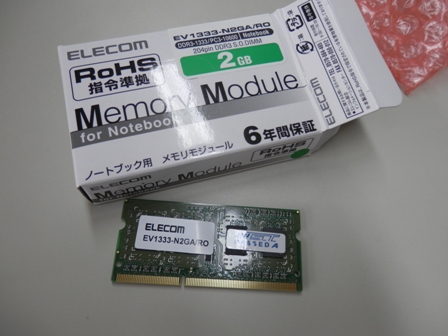 ELECOM
EV1333-N2GA/RO
DDR3-1333/PC3-10600 Notebook
204pin DDR3 S.O.DIMM
2GB
RoHS
指令準拠
Memory Module
for Notebook
6年間保証
ノートブック用 メモリモジュール
RoHS
ELECOM
Memory Module
ELECOM
ELECOM
EV1333-N2GA/RO